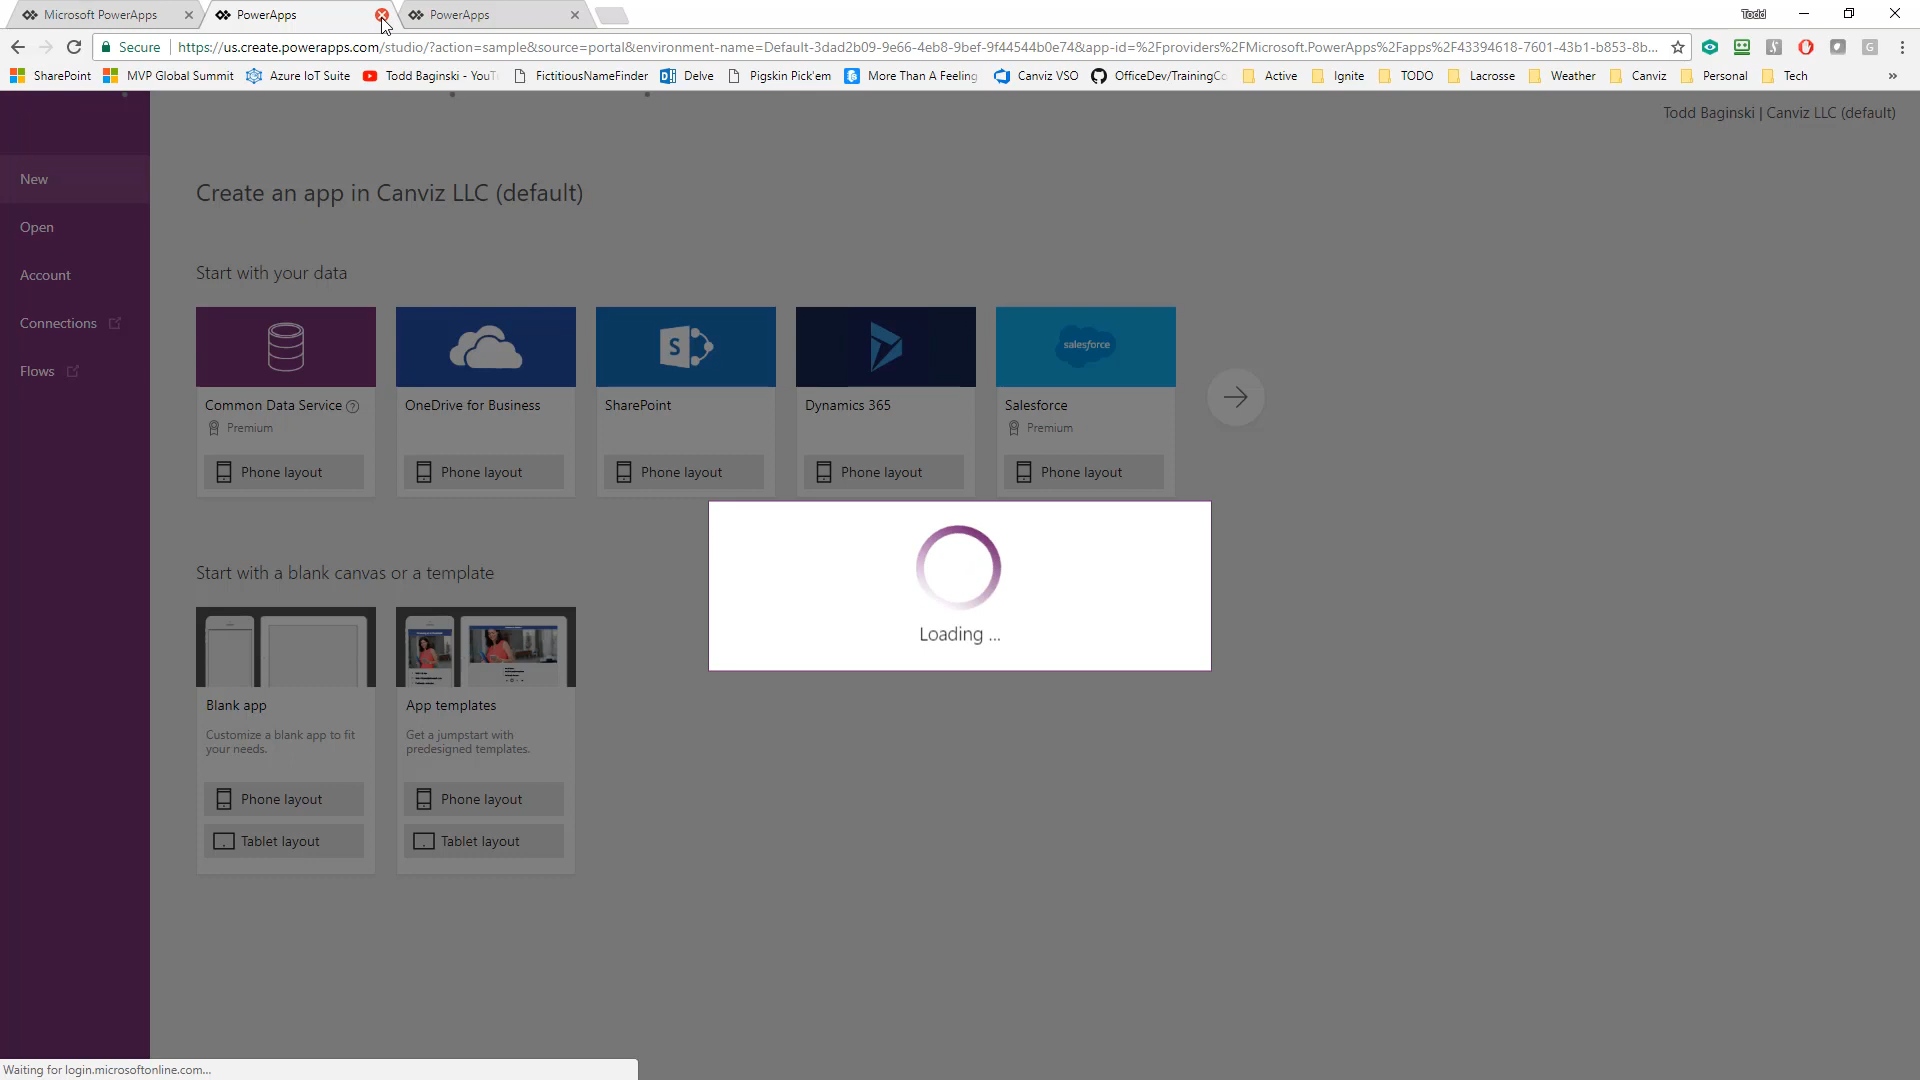 Microsoft PowerApps
PowerApps
PowerApps
Todd
Secure
https://us.create.powerapps.com/studio/?action=sample&source=portal&environment-name=Default-3dad2b09-9e66-4eb8-9bef-9f44544b0e74&app-id=%2Fproviders%2FMicrosoft.PowerApps%2Fapps%2F43394618-7601-43b1-b853-8b...
SharePoint
MVP Global Summit
Azure IoT Suite
Todd Baginski - YouT
FictitiousNameFinder
Delve
Pigskin Pick'em
More Than A Feeling
Canviz VSO
OfficeDev/TrainingCo
Active
Ignite
TODO
Lacrosse
Weather
Canviz
Personal
Tech
»
Todd Baginski | Canviz LLC (default)
New
Open
Account
Connections
Flows
Create an app in Canviz LLC (default)
Start with your data
salesforce
Common Data Service ?
Premium
Phone layout
OneDrive for Business
Phone layout
SharePoint
Phone layout
Dynamics 365
Phone layout
Salesforce
Premium
Phone layout
Loading ...
Start with a blank canvas or a template
Blank app
Customize a blank app to fit
your needs.
Phone layout
Tablet layout
App templates
Get a jumpstart with
predesigned templates.
Phone layout
Tablet layout
Waiting for login.microsoftonline.com...